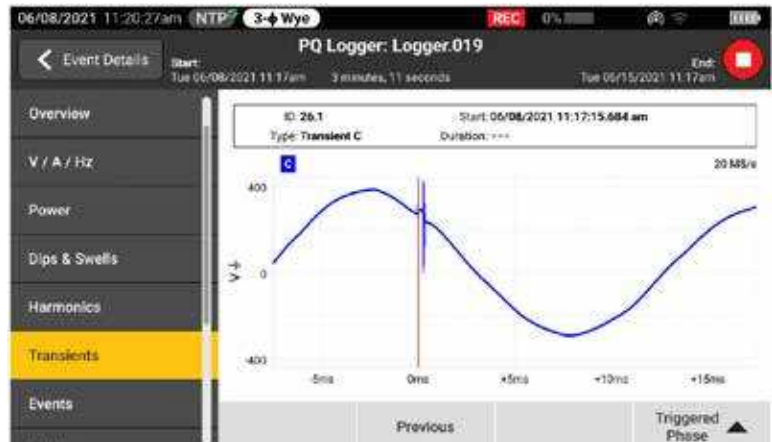 06/08/2021 11:20:27am NTP 3-ϕ Wye REC 0%
PQ Logger: Logger.019
Event Details
Start:
Tue 06/08/2021 11:17am 3 minutes, 11 seconds
End:
Tue 06/15/2021 11:17am
Overview
V / A / Hz
Power
Dips & Swells
Harmonics
Transients
Events
ID: 26.1 Start: 06/08/2021 11:17:15.684 am
Type: Transient C Duration: ---
C
20 MS/s
400
0
-400
V
-5ms 0ms +5ms +10ms +15ms
Previous
Triggered
Phase